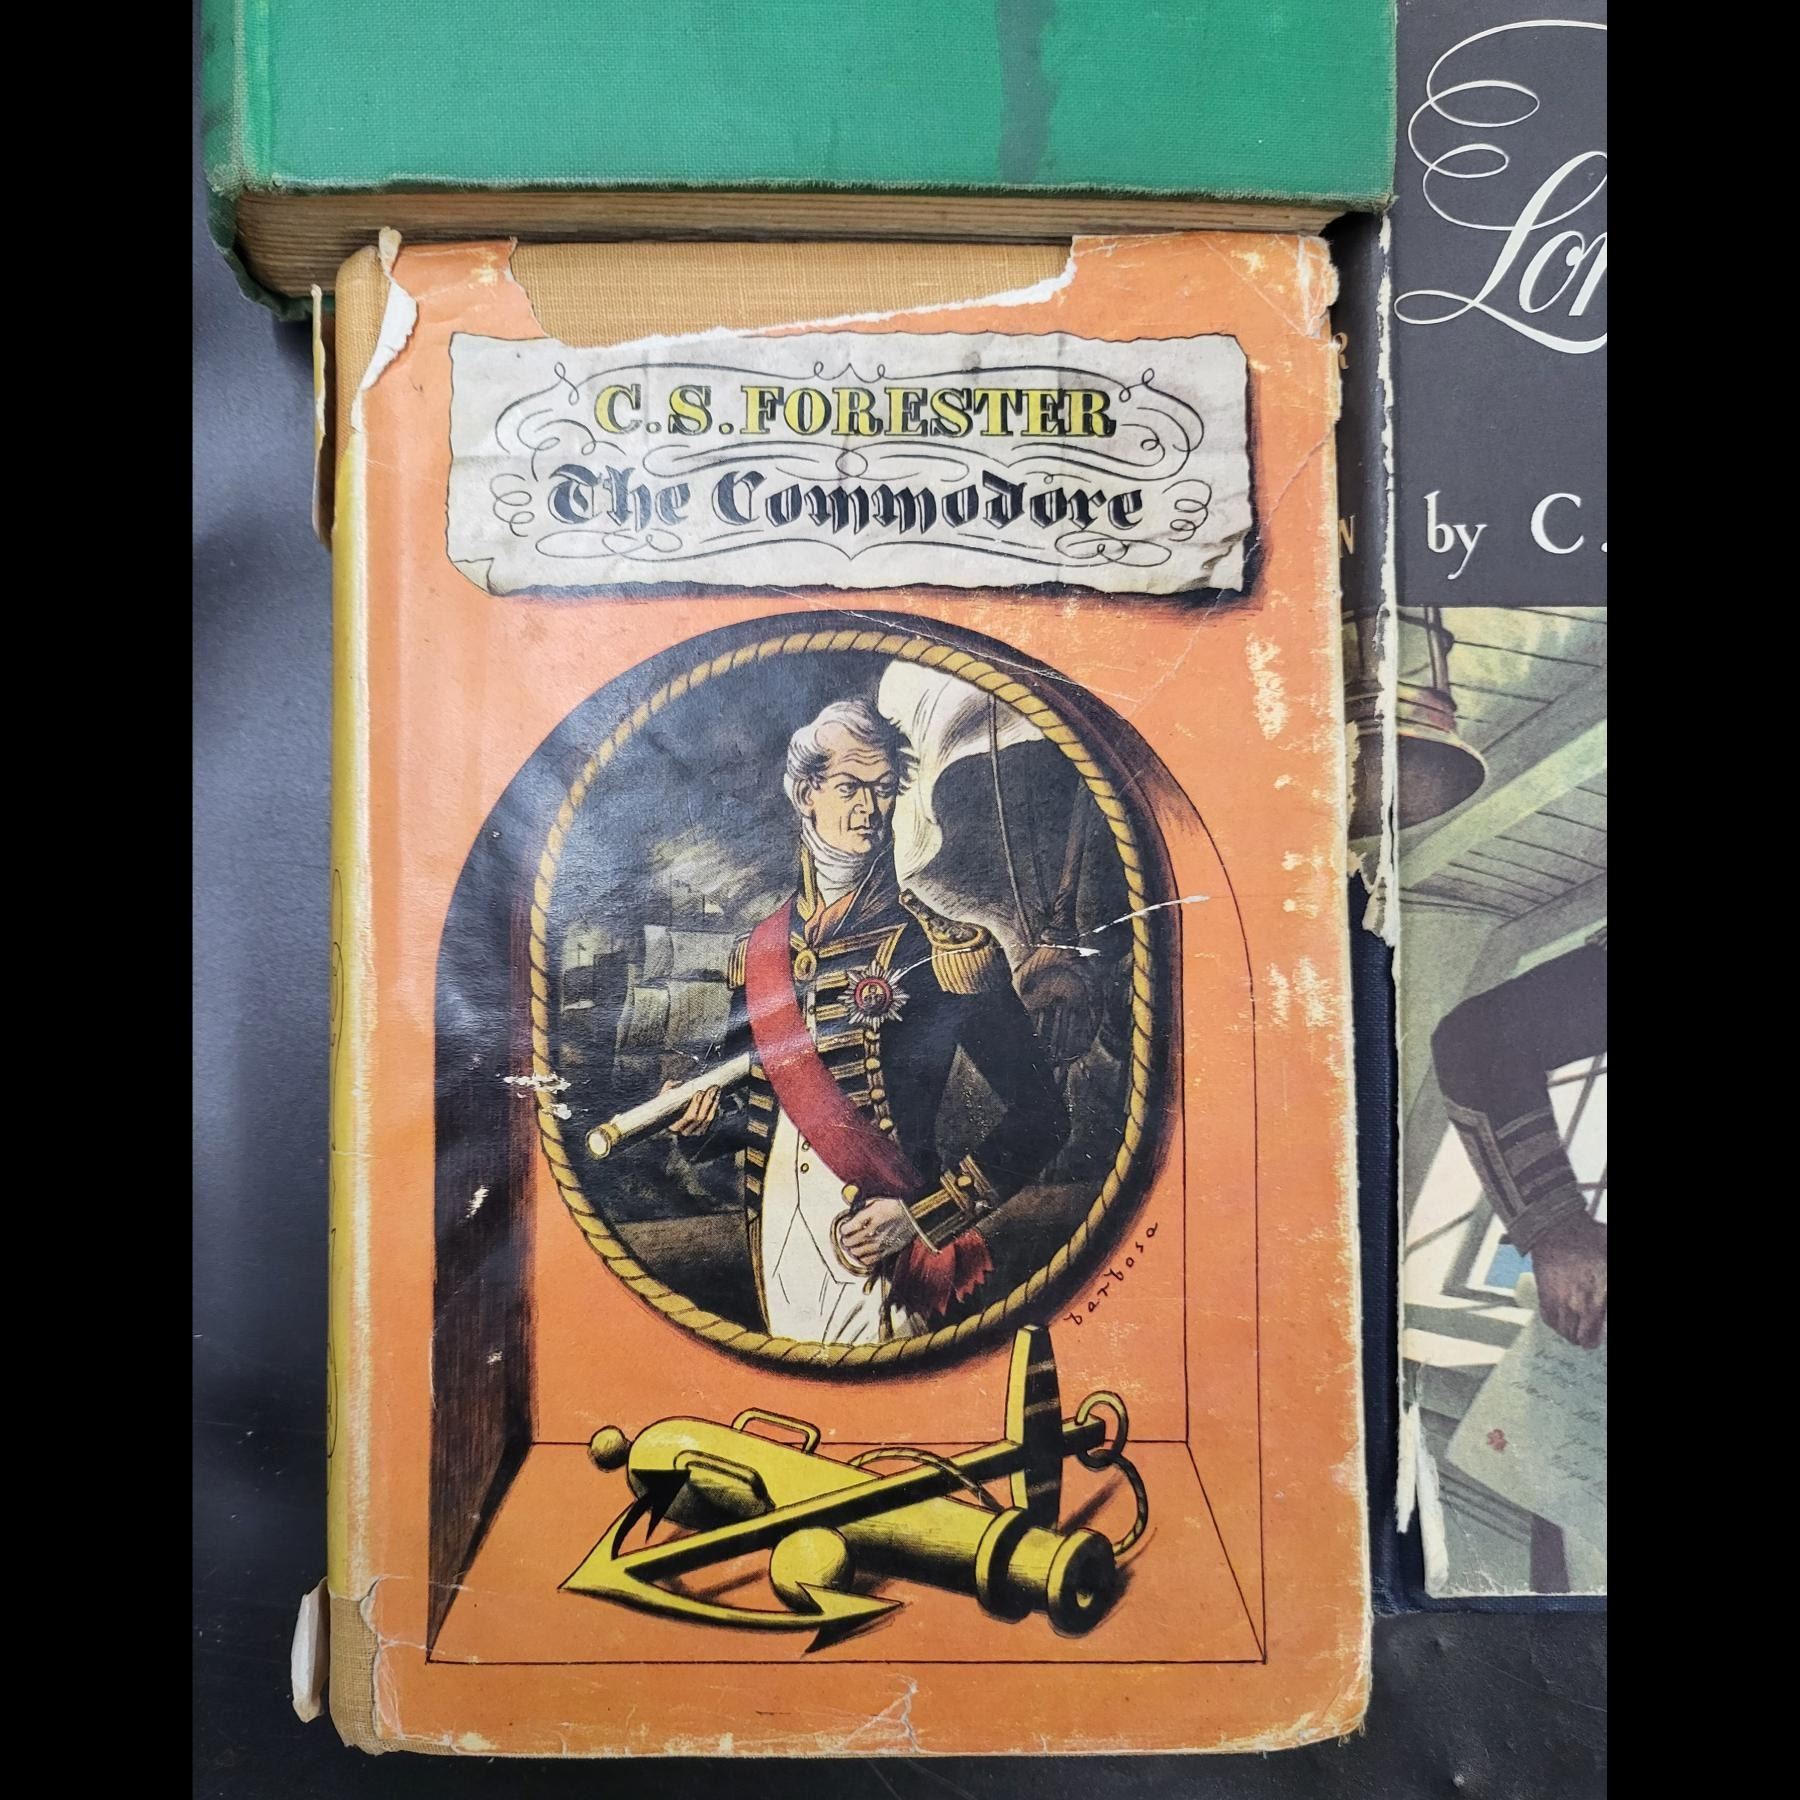 C. S. FORESTER
The Commodore
barbosa
Lor
by C.
R
N